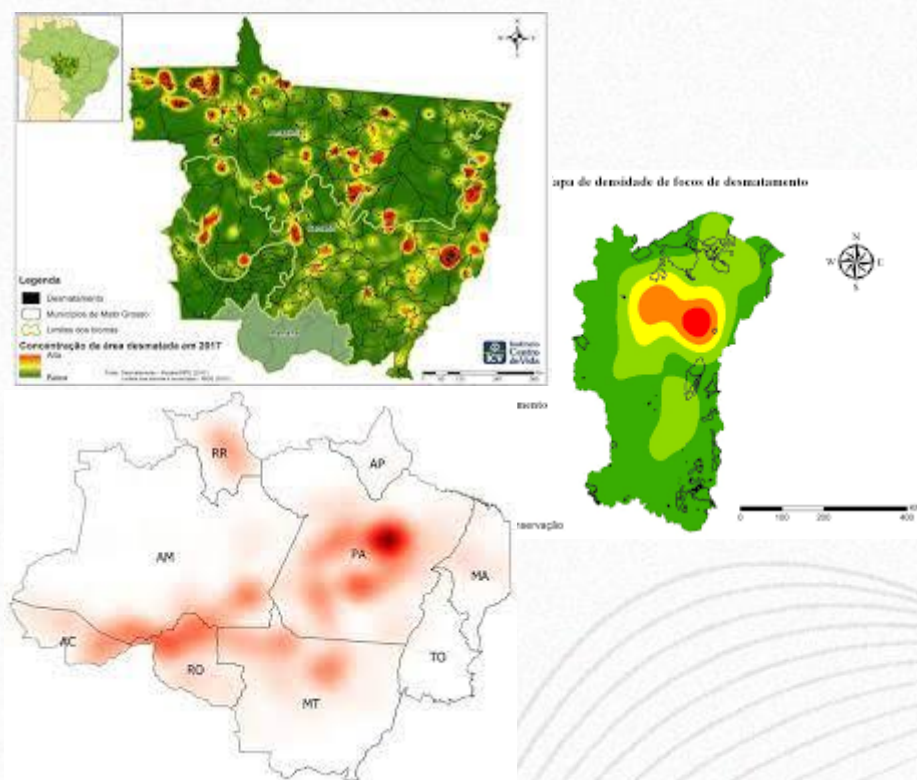 Legenda
Desmatamento
Municípios de Mato Grosso
Limites dos biomas
Concentração da área desmatada em 2017
Alta
Baixa
Instituto
Centro
de Vida
apa de densidade de focos de desmatamento
N
W E
S
0 200 400
mento
servação
RR
AP
AM
PA
MA
AC
RO
TO
MT